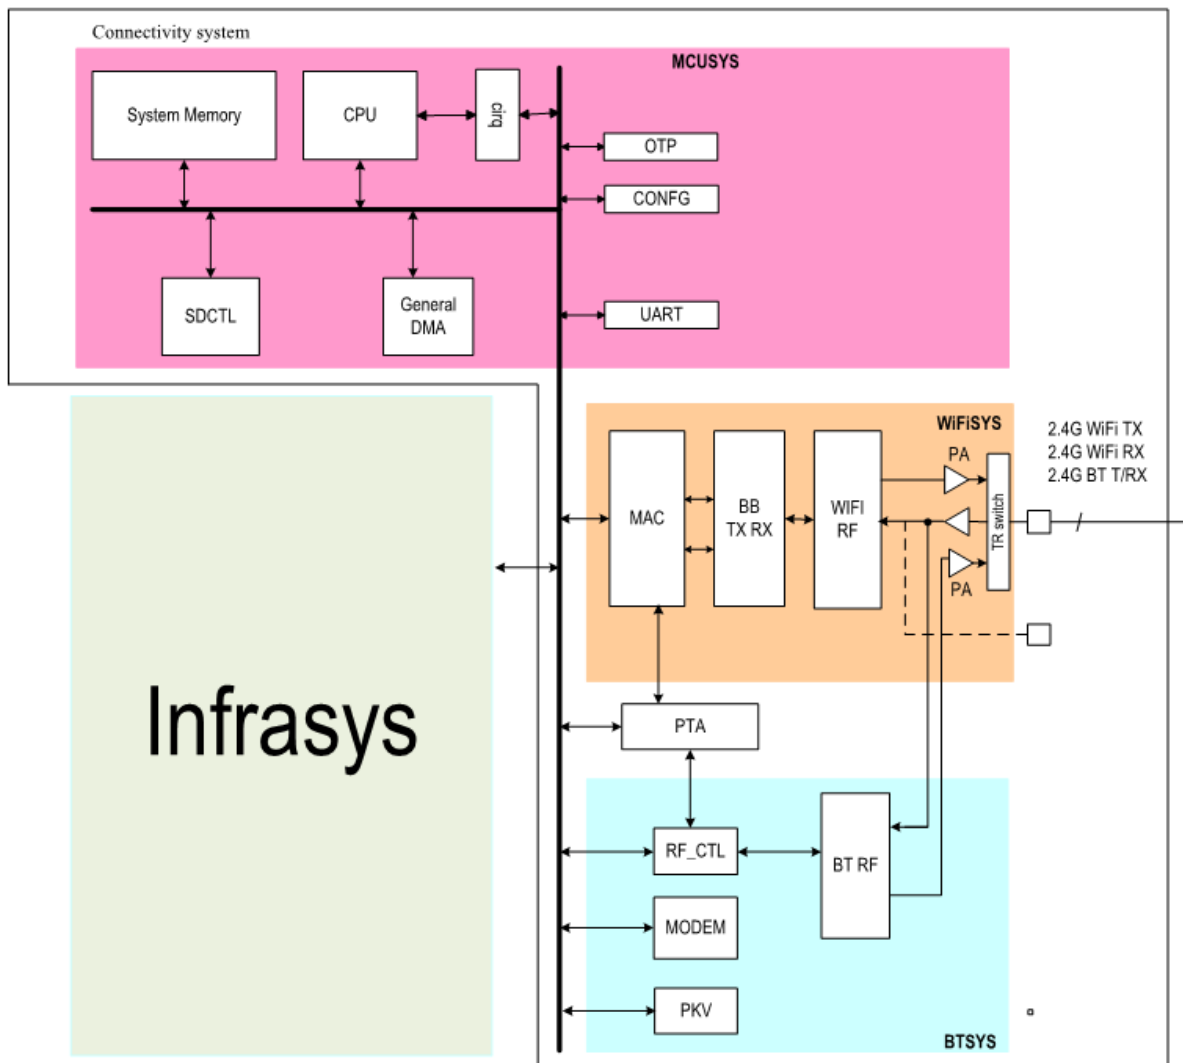 Connectivity system
MCUSYS
System Memory
CPU
cirq
OTP
CONFG
SDCTL
General
DMA
UART
WiFiSYS
2.4G WiFi TX
2.4G WiFi RX
2.4G BT T/RX
PA
MAC
BB
TX RX
WIFI
RF
TR switch
PA
Infrasys
PTA
RF_CTL
BT RF
MODEM
PKV
BTSYS